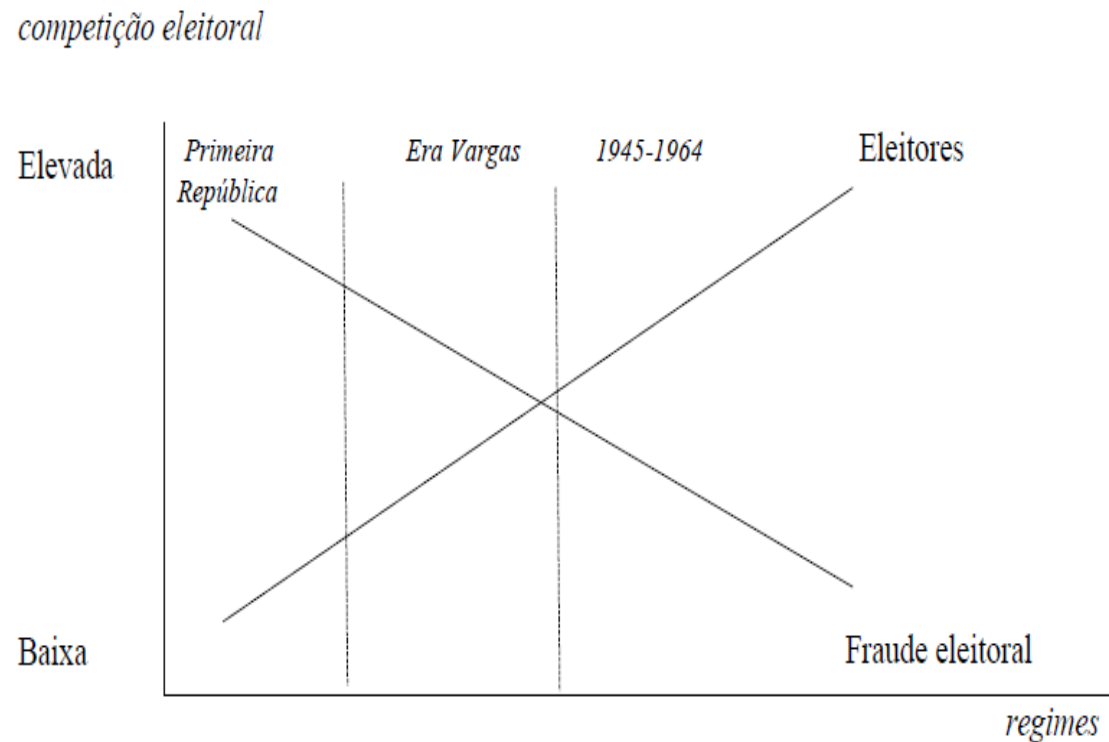 competição eleitoral
Elevada
Primeira
República
Era Vargas
1945-1964
Eleitores
Baixa
Fraude eleitoral
regimes